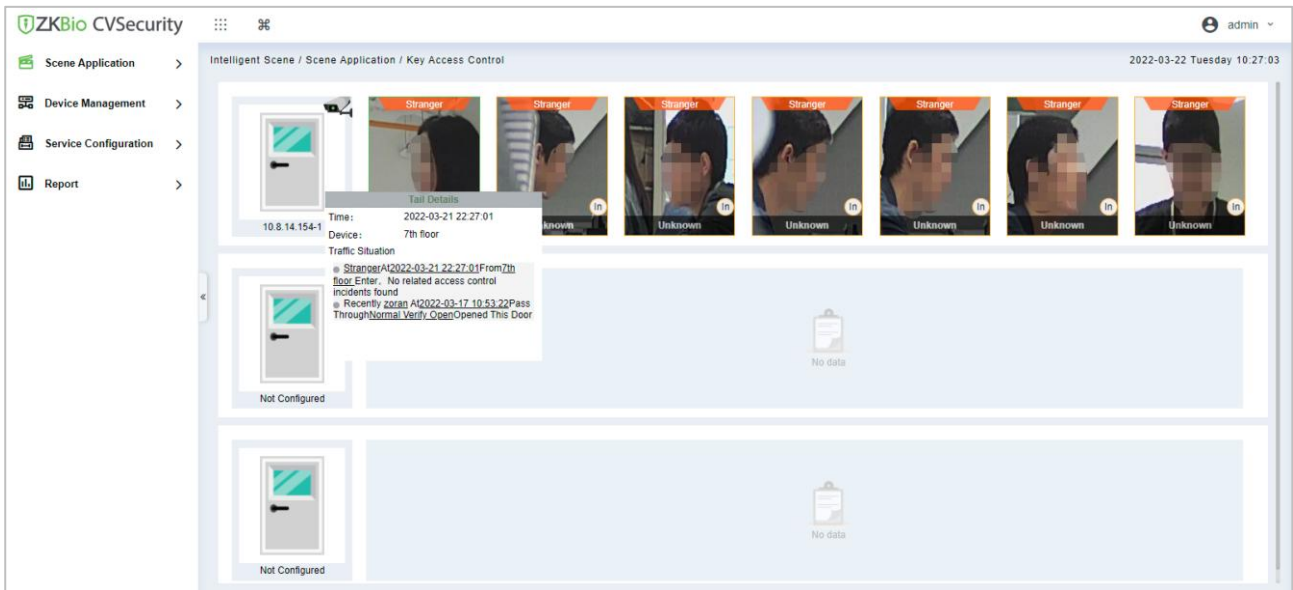 ZKBio CVSecurity
admin
Scene Application
Device Management
Service Configuration
Report
Intelligent Scene / Scene Application / Key Access Control
2022-03-22 Tuesday 10:27:03
Stranger
Stranger
Stranger
Stranger
Stranger
Stranger
Stranger
In
In
In
In
In
In
known
Unknown
Unknown
Unknown
Unknown
Unknown
10.8.14.154-1
Tail Details
Time: 2022-03-21 22:27:01
Device: 7th floor
Traffic Situation
StrangerAt2022-03-21 22:27:01From7th
floor Enter, No related access control
incidents found
Recently zoran At2022-03-17 10:53:22Pass
ThroughNormal Verify OpenOpened This Door
No data
Not Configured
No data
Not Configured